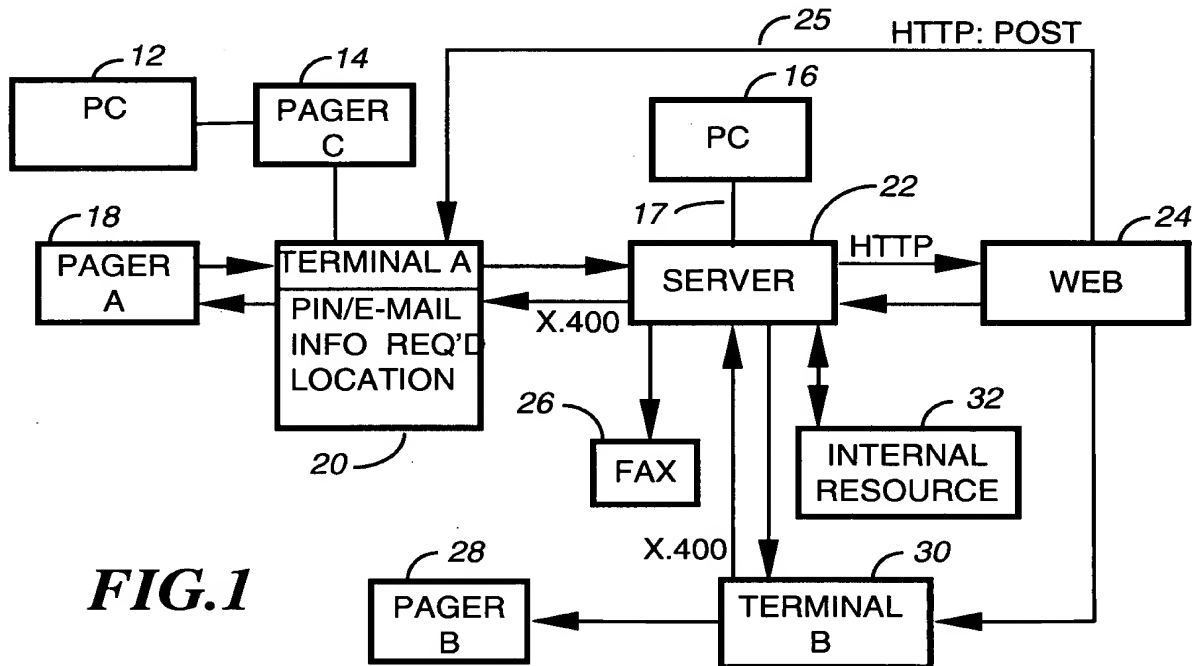 25
HTTP: POST
12
14
16
PC
PAGER
C
PC
22
17
24
18
PAGER
A
TERMINAL A
SERVER
HTTP
WEB
PIN/E-MAIL
INFO REQ'D
LOCATION
X.400
26
32
20
FAX
INTERNAL
RESOURCE
X.400
28
30
FIG.1
PAGER
B
TERMINAL
B